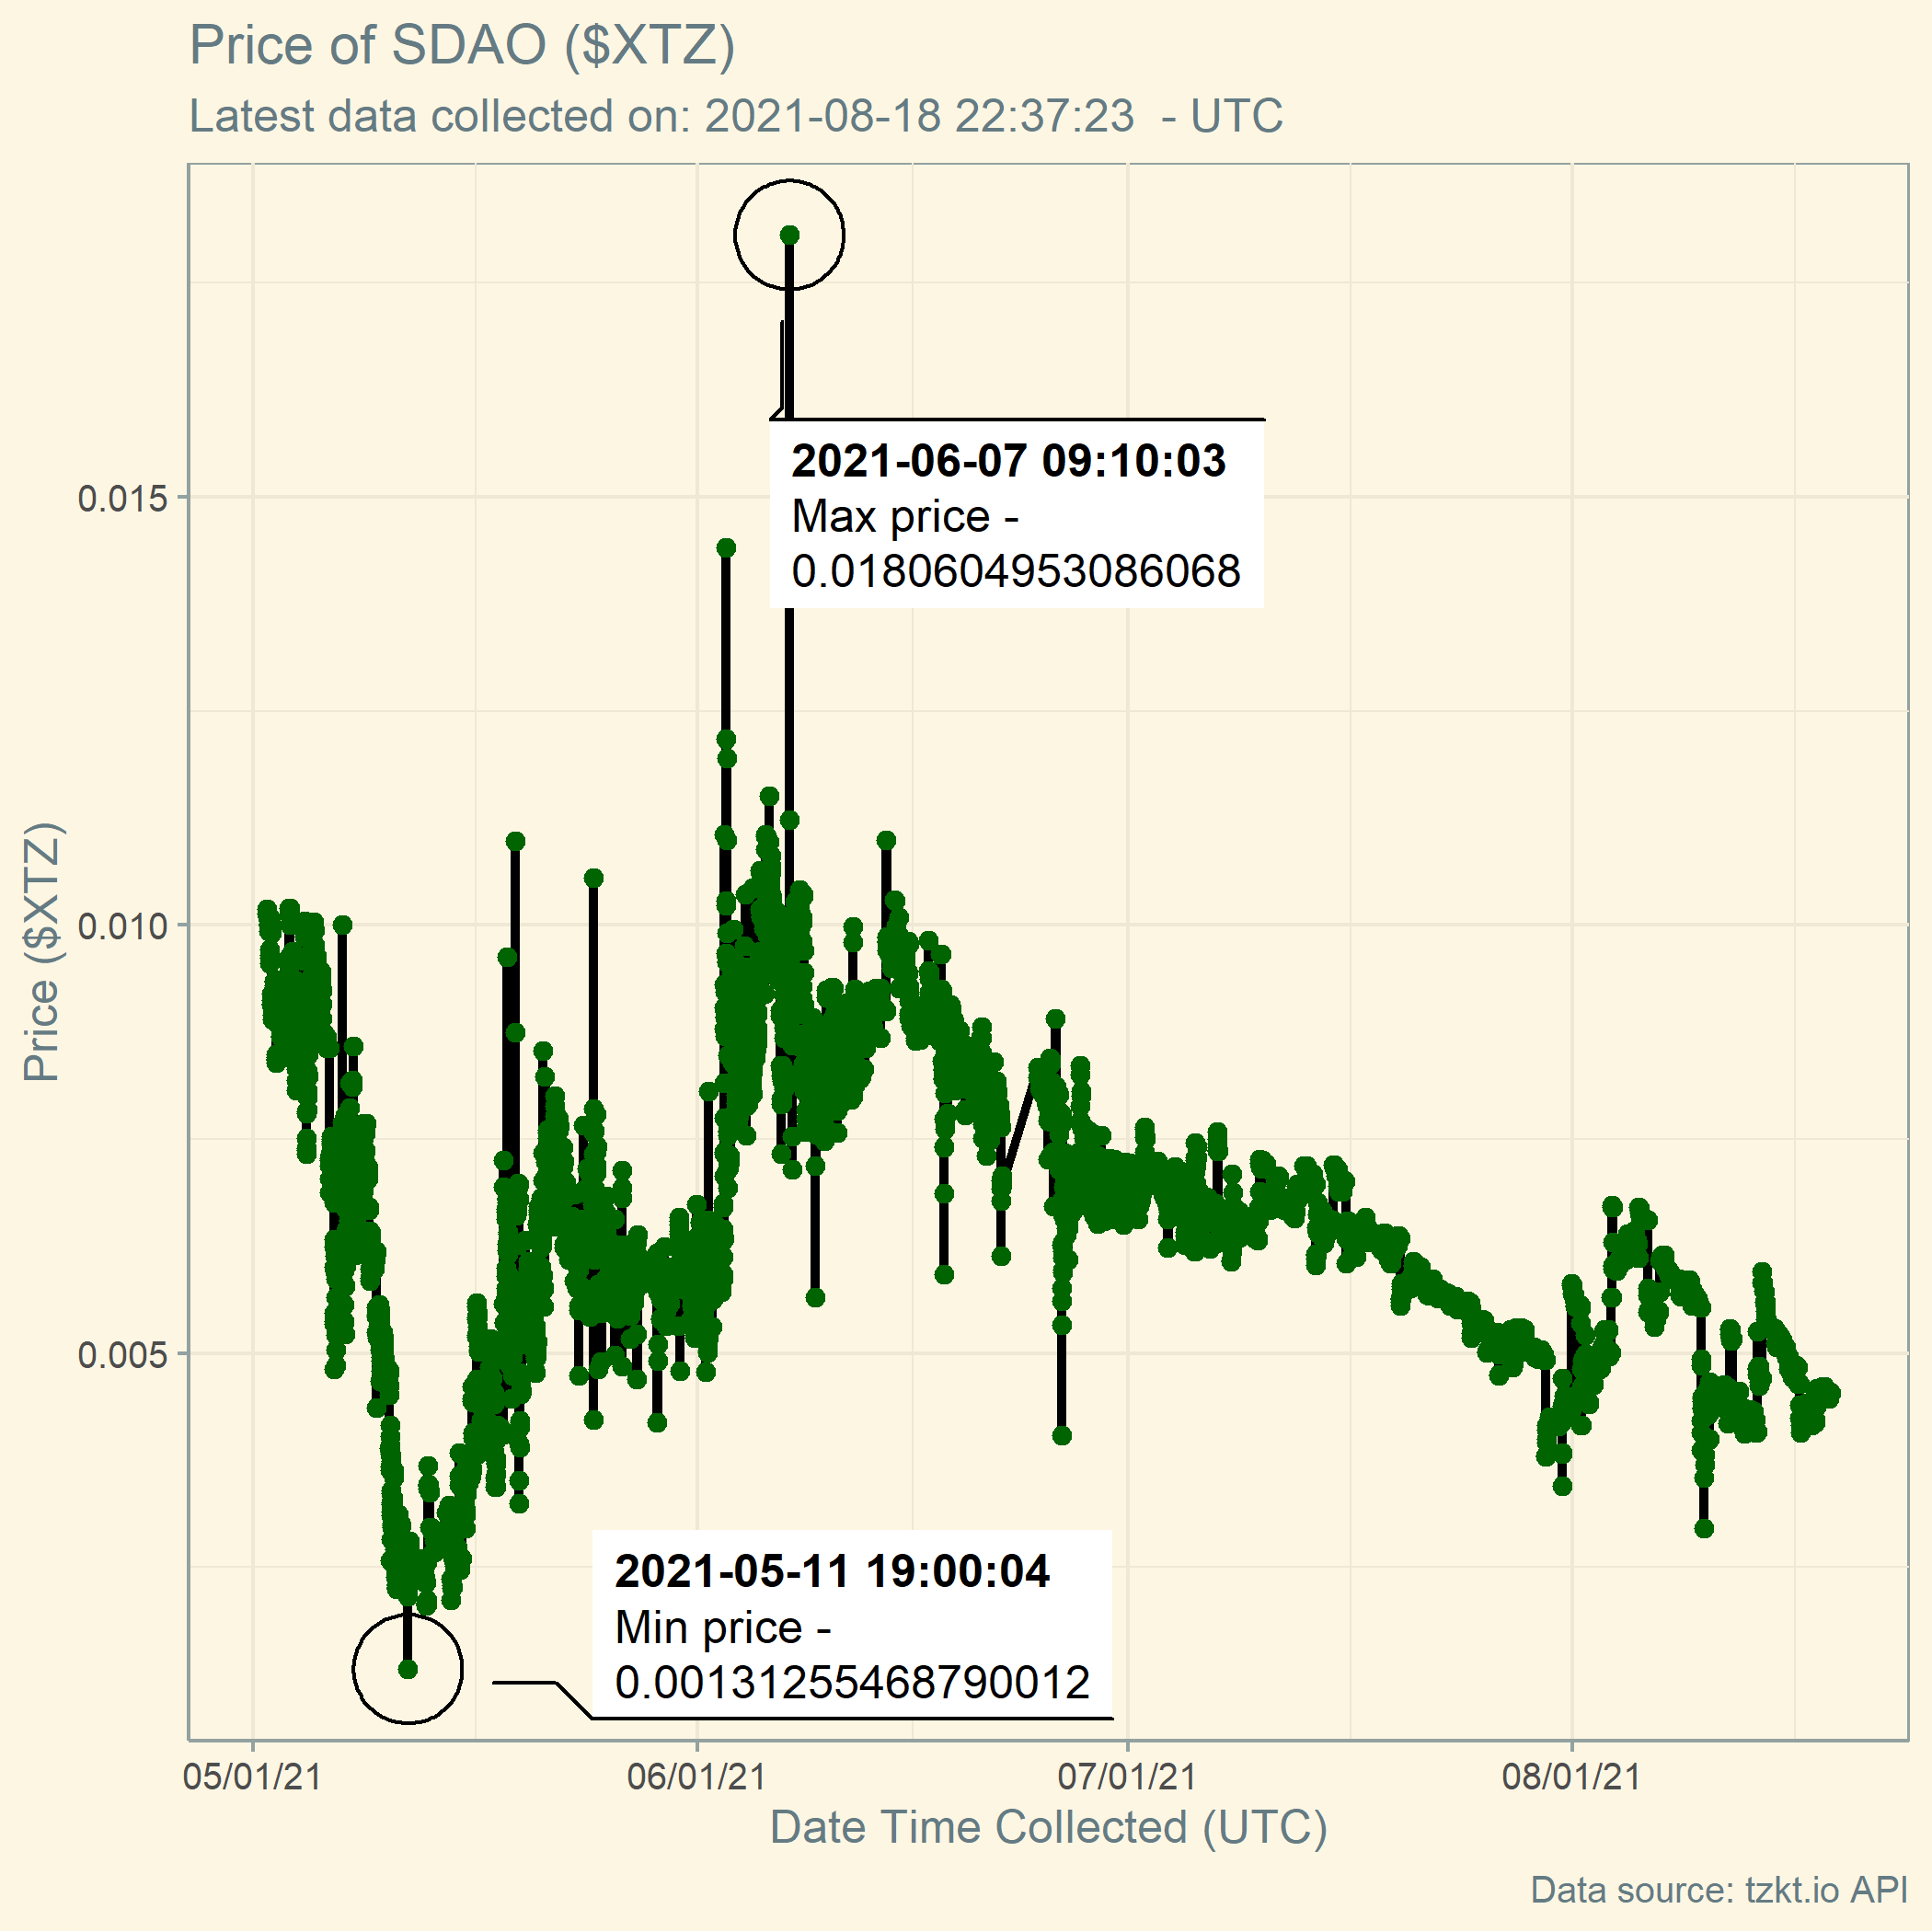 Price of SDAO ($XTZ)
Latest data collected on: 2021-08-18 22:37:23  - UTC
2021-06-07 09:10:03
Max price -
0.0180604953086068
0.015
0.010
0.005
Price ($XTZ)
2021-05-11 19:00:04
Min price -
0.00131255468790012
05/01/21
06/01/21
07/01/21
08/01/21
Date Time Collected (UTC)
Data source: tzkt.io API